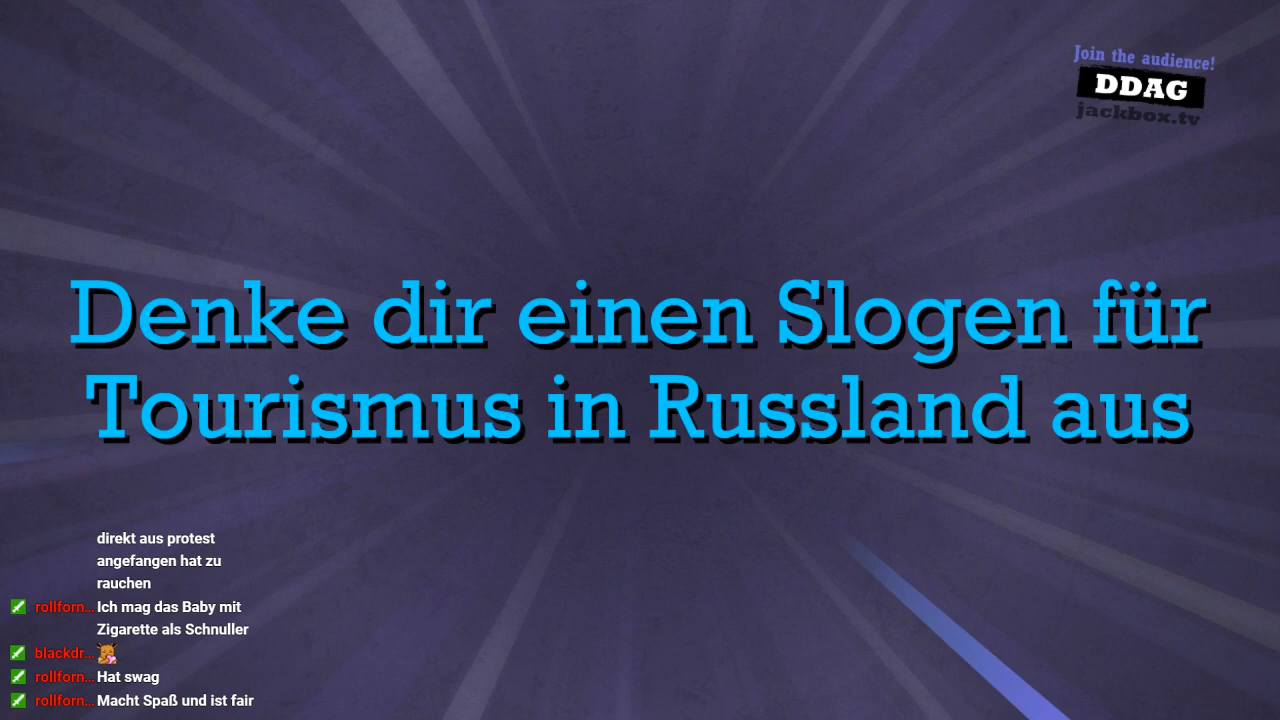 Join the audience!
DDAG
jackbox.tv
Denke dir einen Slogen für
Tourismus in Russland aus
direkt aus protest
angefangen hat zu
rauchen
rollforn... Ich mag das Baby mit
Zigarette als Schnuller
blackdr...
rollforn... Hat swag
rollforn... Macht Spaß und ist fair